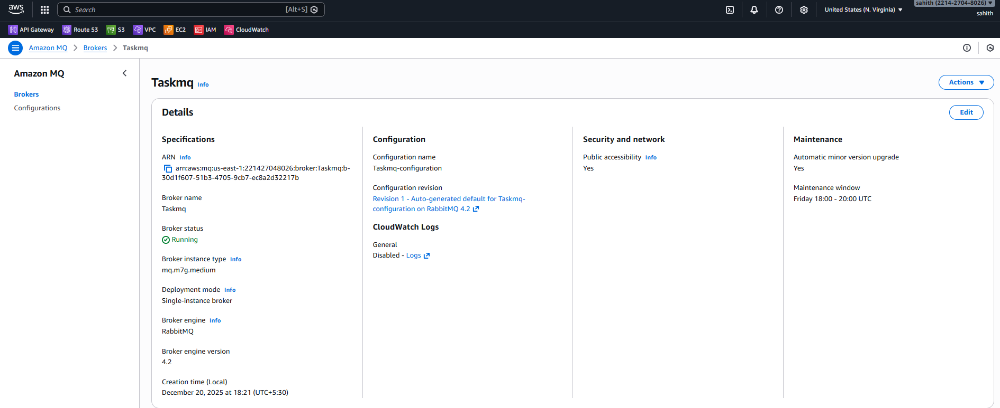 aws
Search [Alt+S]
United States (N. Virginia)
sahith (2214-2704-8026)
sahith
API Gateway Route 53 S3 VPC EC2 IAM CloudWatch
Amazon MQ Brokers Taskmq
Amazon MQ
Brokers
Configurations
Taskmq Info
Actions
Details
Edit
Specifications
ARN Info
arn:aws:mq:us-east-1:221427048026:broker:Taskmq:b-
30d1f607-51b3-4705-9cb7-ec8a2d32217b
Broker name
Taskmq
Broker status
Running
Broker instance type Info
mq.m7g.medium
Deployment mode Info
Single-instance broker
Broker engine Info
RabbitMQ
Broker engine version
4.2
Creation time (Local)
December 20, 2025 at 18:21 (UTC+5:30)
Configuration
Configuration name
Taskmq-configuration
Configuration revision
Revision 1 - Auto-generated default for Taskmq-
configuration on RabbitMQ 4.2
CloudWatch Logs
General
Disabled - Logs
Security and network
Public accessibility Info
Yes
Maintenance
Automatic minor version upgrade
Yes
Maintenance window
Friday 18:00 - 20:00 UTC